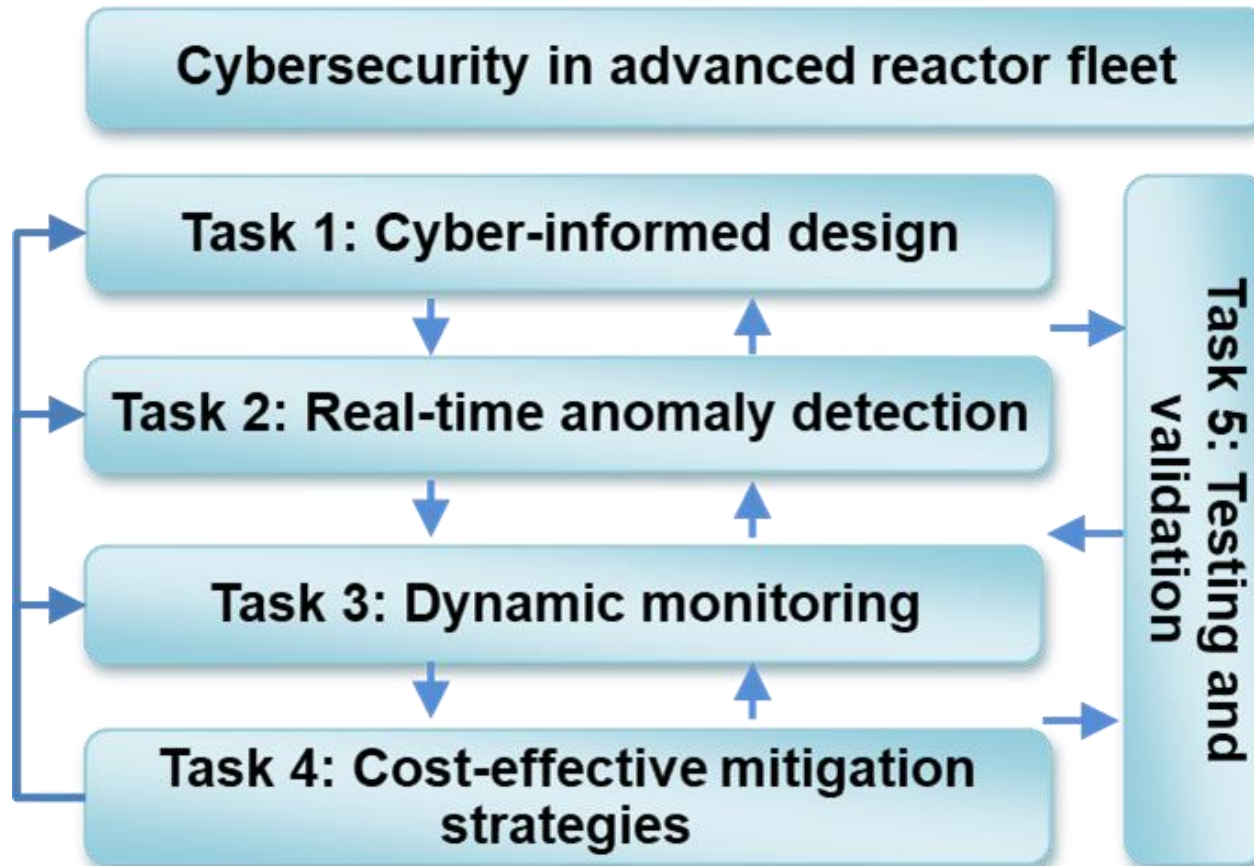 Cybersecurity in advanced reactor fleet
Task 1: Cyber-informed design
Task 2: Real-time anomaly detection
Task 3: Dynamic monitoring
Task 4: Cost-effective mitigation
strategies
Task 5: Testing and
validation